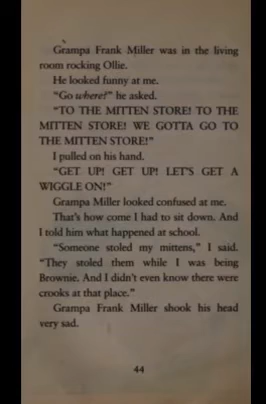 Grampa Frank Miller was in the living
room rocking Ollie.
He looked funny at me.
"Go where?" he asked.
"TO THE MITTEN STORE! TO THE
MITTEN STORE! WE GOTTA GO TO
THE MITTEN STORE!"
I pulled on his hand.
"GET UP! GET UP! LET'S GET A
WIGGLE ON!"
Grampa Miller looked confused at me.
That's how come I had to sit down. And
I told him what happened at school.
"Someone stoled my mittens," I said.
"They stoled them while I was being
Brownie. And I didn't even know there were
crooks at that place."
Grampa Frank Miller shook his head
very sad.
44